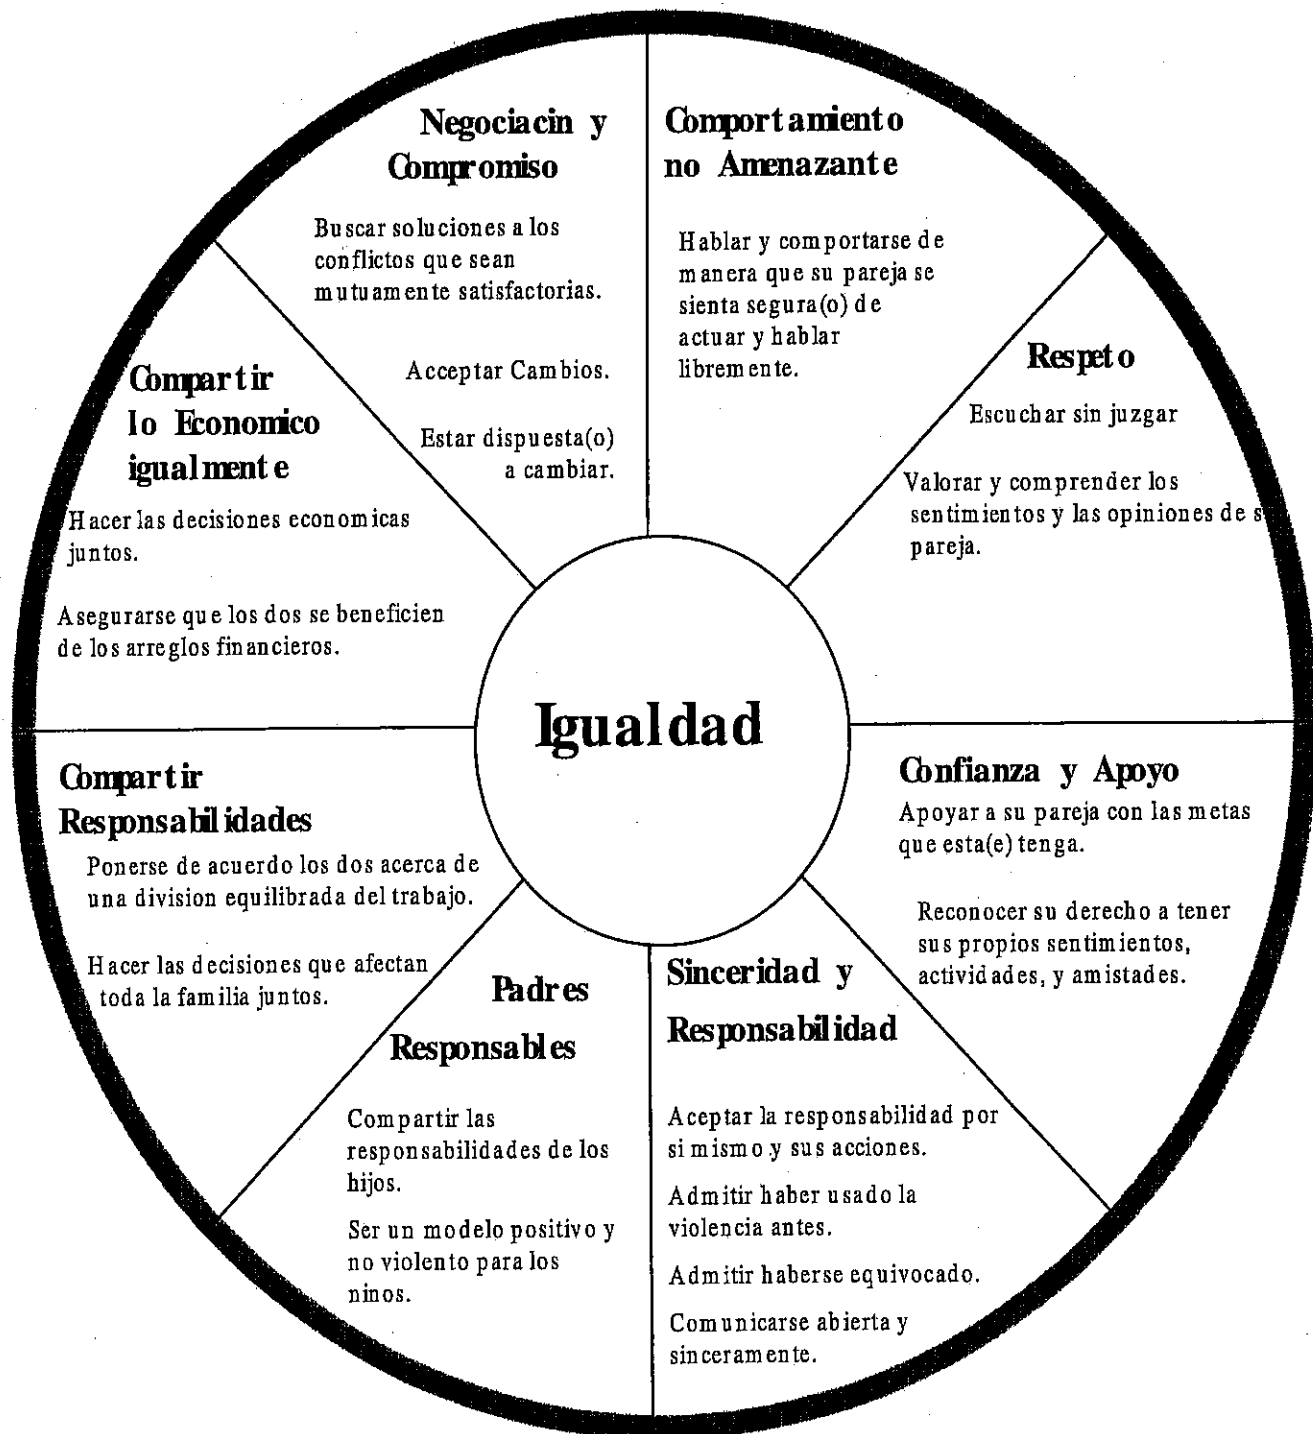 Negociacin y
Compromiso
Buscar soluciones a los
conflictos que sean
mutuamente satisfactorias.
Acceptar Cambios.
Estar dispuesta(o)
a cambiar.
Comportamiento
no Amenazante
Hablar y comportarse de
manera que su pareja se
sienta segura(o) de
actuar y hablar
libremente.
Respeto
Escuchar sin juzgar
Valorar y comprender los
sentimientos y las opiniones de s
pareja.
Compartir
lo Economico
igualmente
Hacer las decisiones economicas
juntos.
Asegurarse que los dos se beneficien
de los arreglos financieros.
Igualdad
Confianza y Apoyo
Apoyar a su pareja con las metas
que esta(e) tenga.
Reconocer su derecho a tener
sus propios sentimientos,
actividades, y amistades.
Compartir
Responsabilidades
Ponerse de acuerdo los dos acerca de
una division equilibrada del trabajo.
Hacer las decisiones que afectan
toda la familia juntos.
Padres
Responsables
Compartir las
responsabilidades de los
hijos.
Ser un modelo positivo y
no violento para los
ninos.
Sinceridad y
Responsabilidad
Aceptar la responsabilidad por
si mismo y sus acciones.
Admitir haber usado la
violencia antes.
Admitir haberse equivocado.
Comunicarse abierta y
sinceramente.